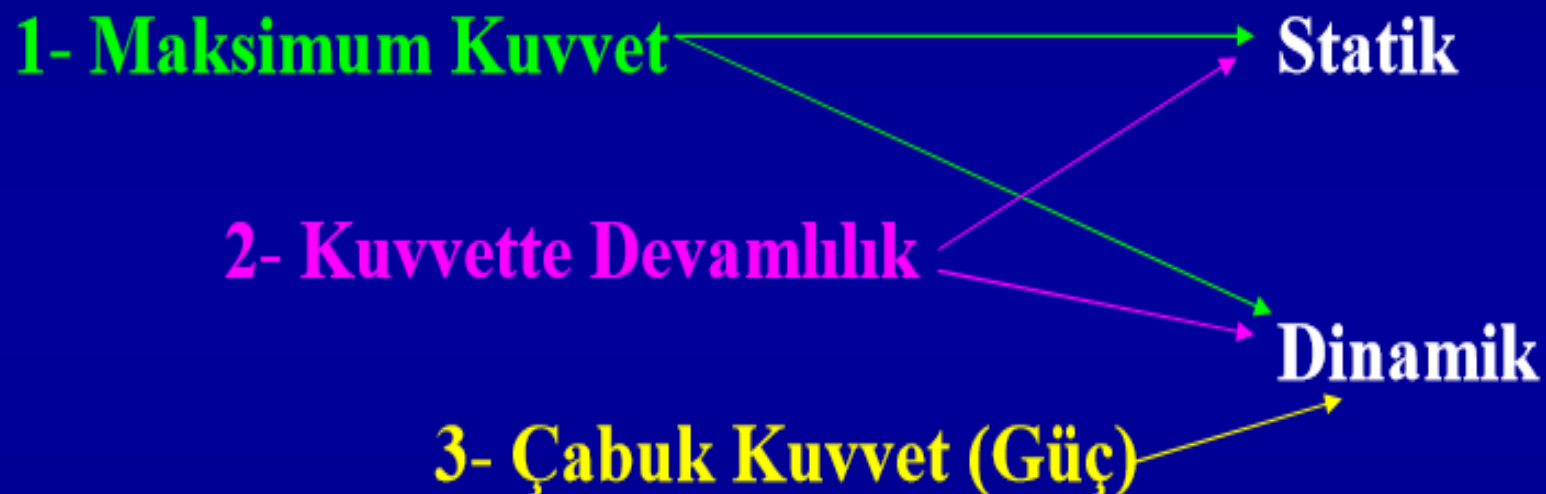 1- Maksimum Kuvvet
Statik
2- Kuvvette Devamlılık
Dinamik
3- Çabuk Kuvvet (Güç)